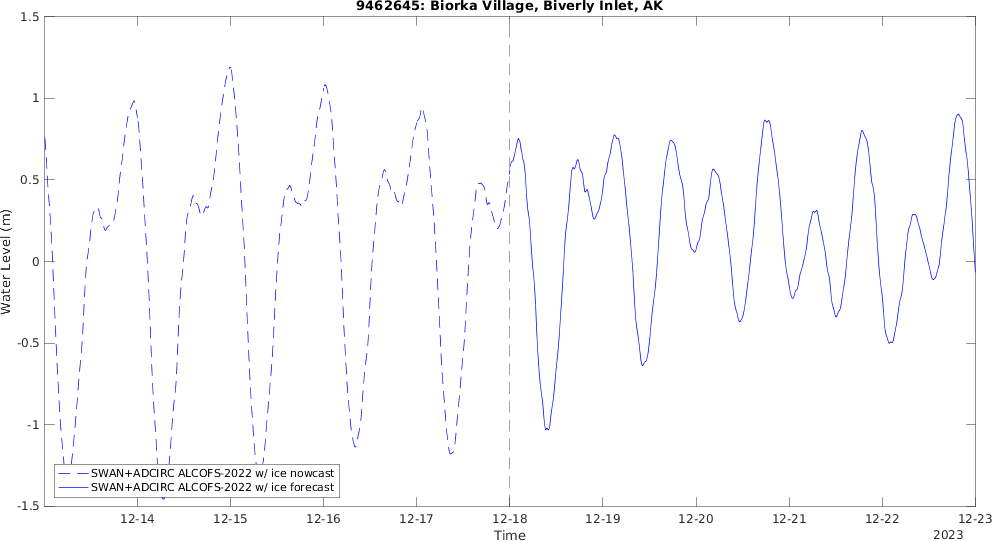 9462645: Biorka Village, Biverly Inlet, AK
1.5
1
0.5
0
-0.5
-1
-1.5
Water Level (m)
SWAN+ADCIRC ALCOFS-2022 w/ ice nowcast
SWAN+ADCIRC ALCOFS-2022 w/ ice forecast
12-14 12-15 12-16 12-17 12-18 12-19 12-20 12-21 12-22 12-23
Time
2023